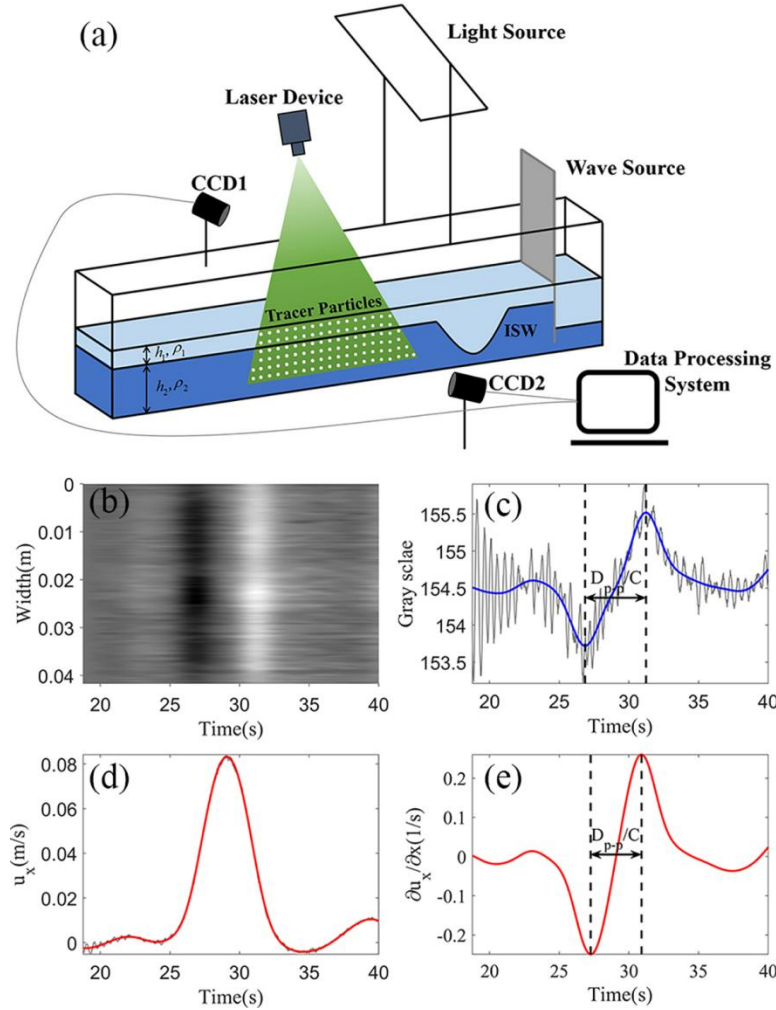 (a)
Light Source
Laser Device
Wave Source
CCD1
Tracer Particles
h₁, ρ₁
ISW
h₂, ρ₂
CCD2
Data Processing
System
(b)
Width(m)
0
0.01
0.02
0.03
0.04
20 25 30 35 40
Time(s)
(c)
Gray sclae
155.5
155
154.5
154
153.5
Dp-p/C
20 25 30 35 40
Time(s)
(d)
uₓ(m/s)
0.08
0.06
0.04
0.02
0
20 25 30 35 40
Time(s)
(e)
∂uₓ/∂x(1/s)
0.2
0.1
0
-0.1
-0.2
Dp-p/C
20 25 30 35 40
Time(s)